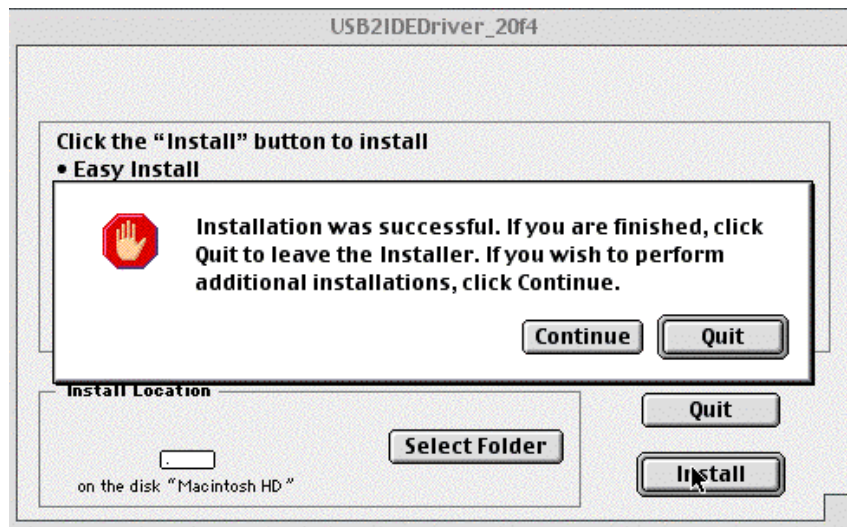 USB2IDEDriver_20f4
Click the “Install” button to install
• Easy Install
Installation was successful. If you are finished, click
Quit to leave the Installer. If you wish to perform
additional installations, click Continue.
Continue
Quit
Install Location
Quit
Select Folder
Install
on the disk “Macintosh HD”